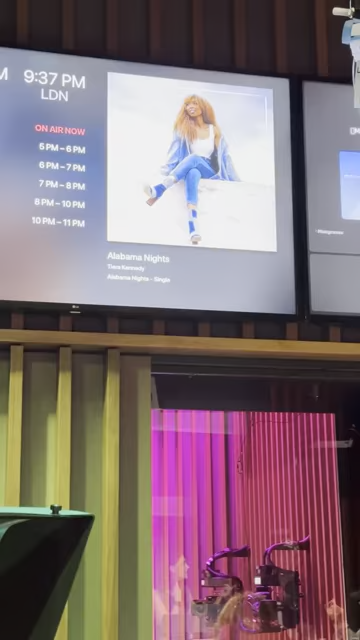 M 9:37 PM
LDN
ON AIR NOW
5 PM – 6 PM
6 PM – 7 PM
7 PM – 8 PM
8 PM – 10 PM
10 PM – 11 PM
Alabama Nights
Tiera Kennedy
Alabama Nights - Single
LG